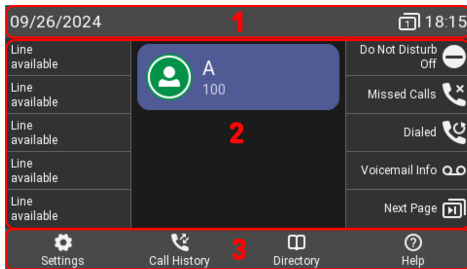 09/26/2024
1
1 18:15
Line
available
Line
available
Line
available
Line
available
Line
available
A
100
2
Do Not Disturb
Off
Missed Calls
Dialed
Voicemail Info
Next Page
Settings
Call History
3
Directory
Help